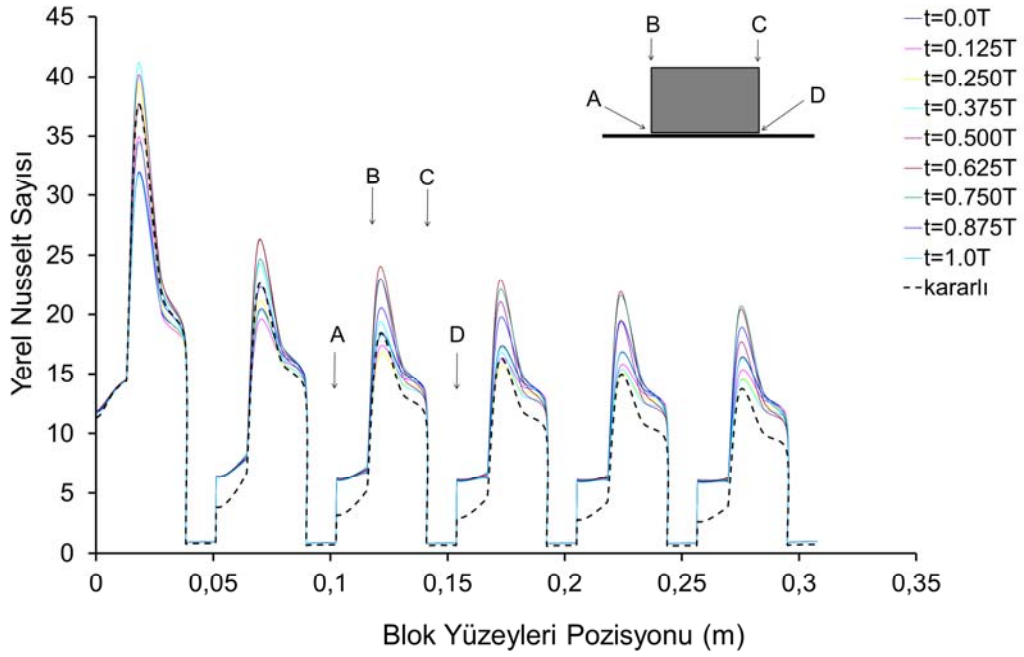 45
40
35
30
25
20
15
10
5
0
Yerel Nusselt Sayısı
0
0,05
0,1
0,15
0,2
0,25
0,3
0,35
Blok Yüzeyleri Pozisyonu (m)
A
B
C
D
B
C
A
D
t=0.0T
t=0.125T
t=0.250T
t=0.375T
t=0.500T
t=0.625T
t=0.750T
t=0.875T
t=1.0T
kararlı